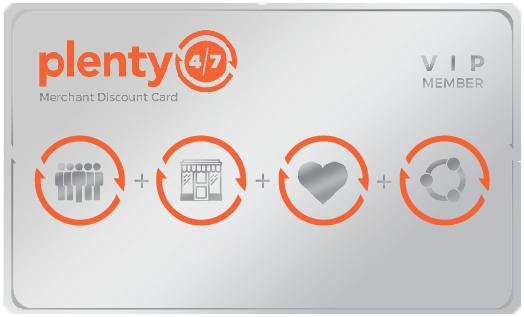 plenty 4/7
Merchant Discount Card
VIP
MEMBER
+ + +